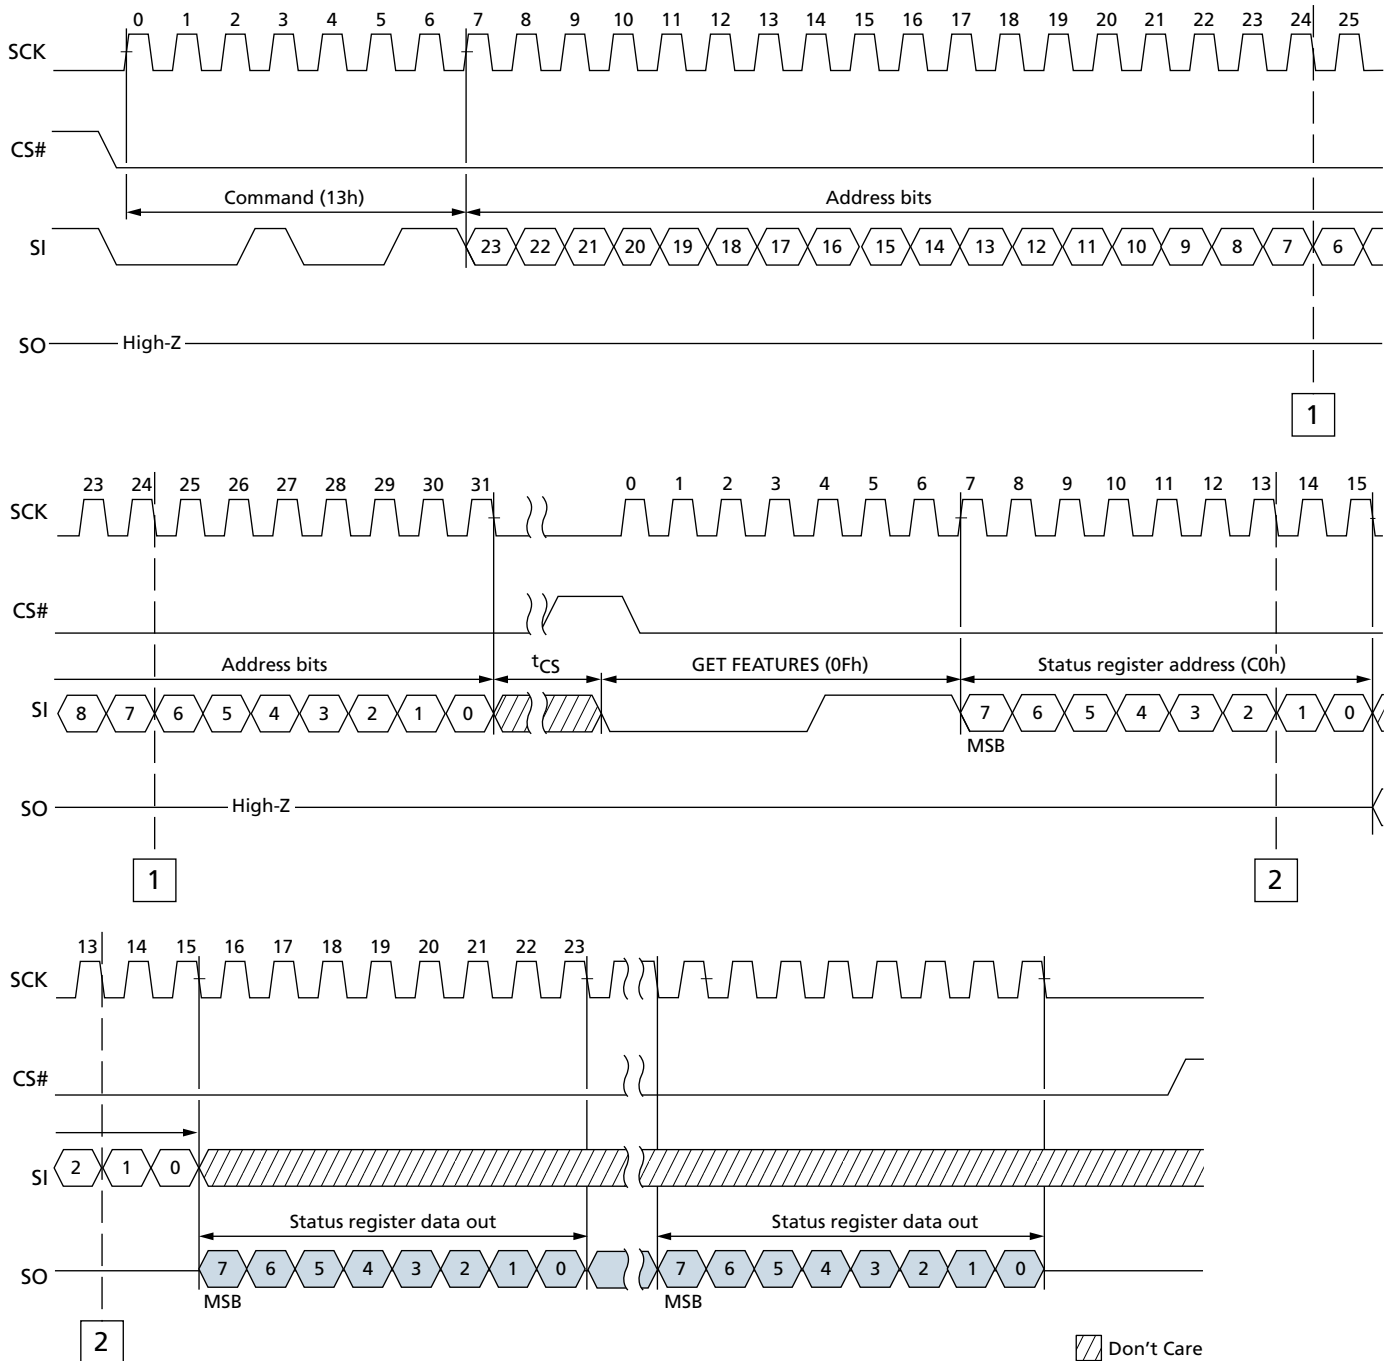 0 1 2 3 4 5 6 7 8 9 10 11 12 13 14 15 16 17 18 19 20 21 22 23 24 25
SCK
CS#
Command (13h) Address bits
SI 23 22 21 20 19 18 17 16 15 14 13 12 11 10 9 8 7 6
SO High-Z
1
23 24 25 26 27 28 29 30 31 0 1 2 3 4 5 6 7 8 9 10 11 12 13 14 15
SCK
CS#
Address bits tCS GET FEATURES (0Fh) Status register address (C0h)
SI 8 7 6 5 4 3 2 1 0 7 6 5 4 3 2 1 0
MSB
SO High-Z
1 2
13 14 15 16 17 18 19 20 21 22 23
SCK
CS#
SI 2 1 0
Status register data out Status register data out
SO 7 6 5 4 3 2 1 0 7 6 5 4 3 2 1 0
MSB MSB
2
Don't Care